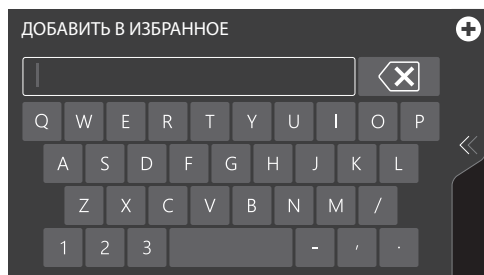 ДОБАВИТЬ В ИЗБРАННОЕ
Q W E R T Y U I O P
A S D F G H J K L
Z X C V B N M /
1 2 3 - , .